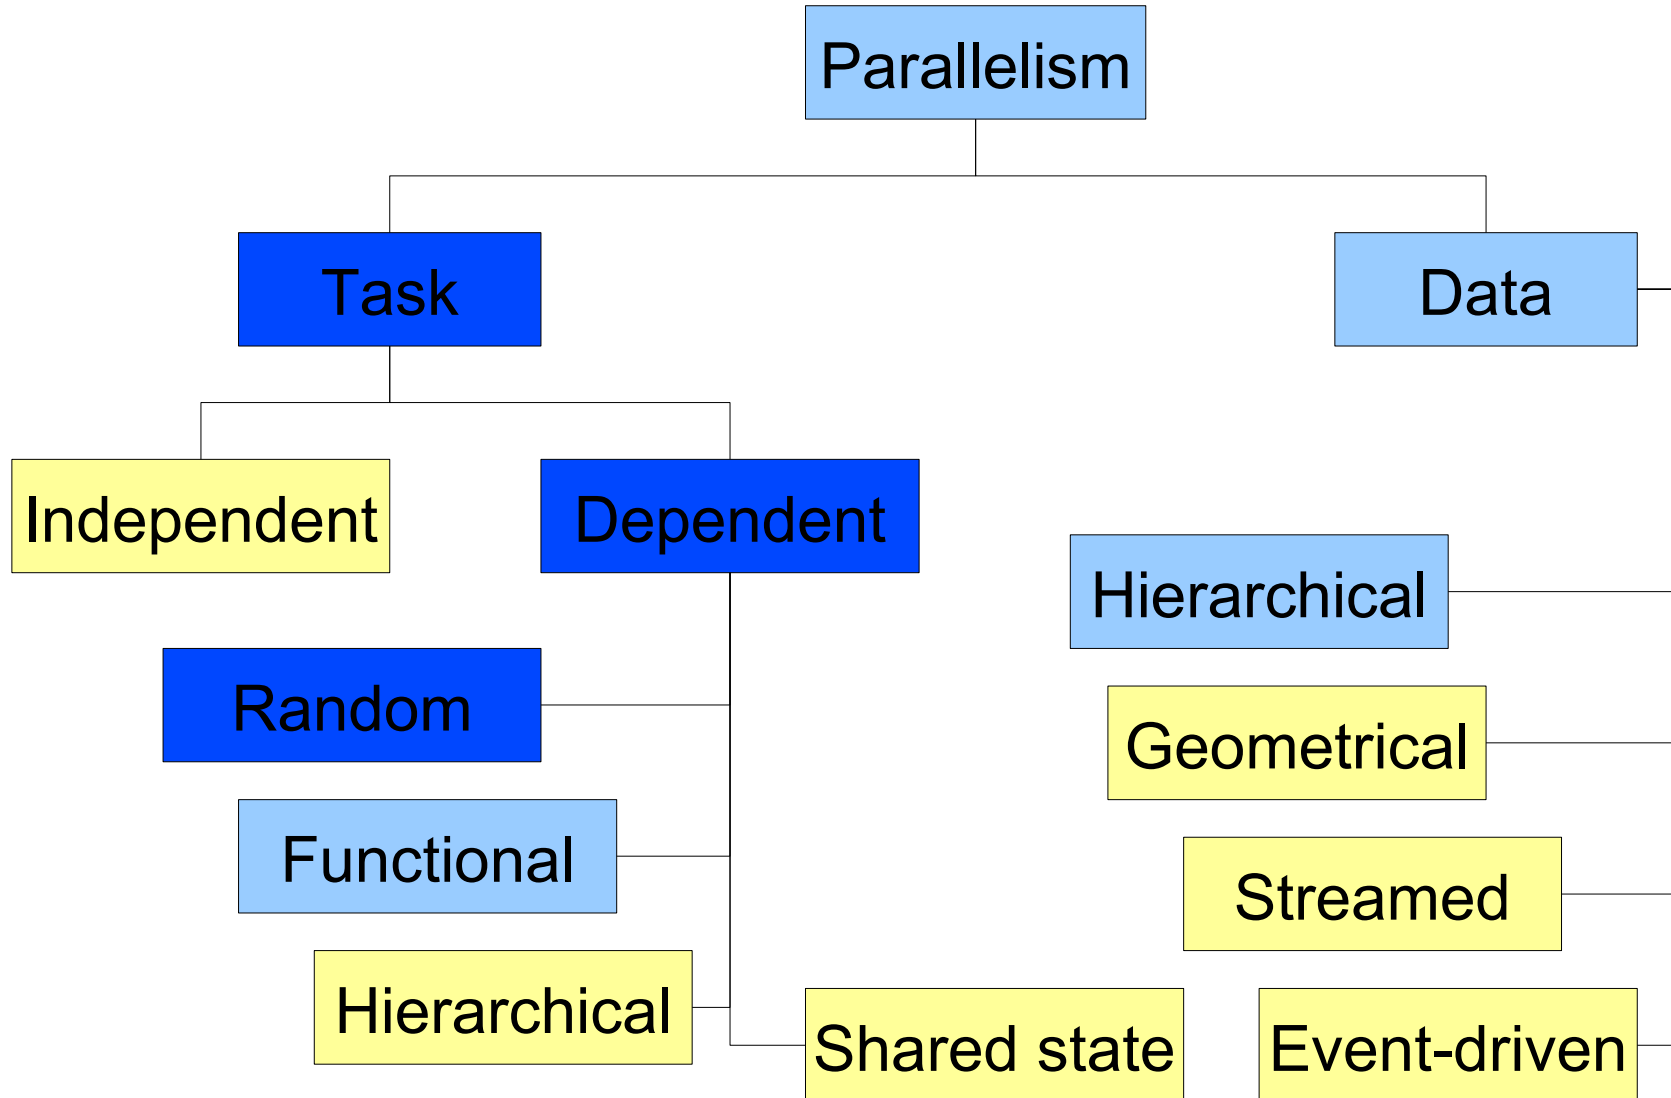 Parallelism
Task
Data
Independent
Dependent
Hierarchical
Random
Geometrical
Functional
Streamed
Hierarchical
Shared state
Event-driven